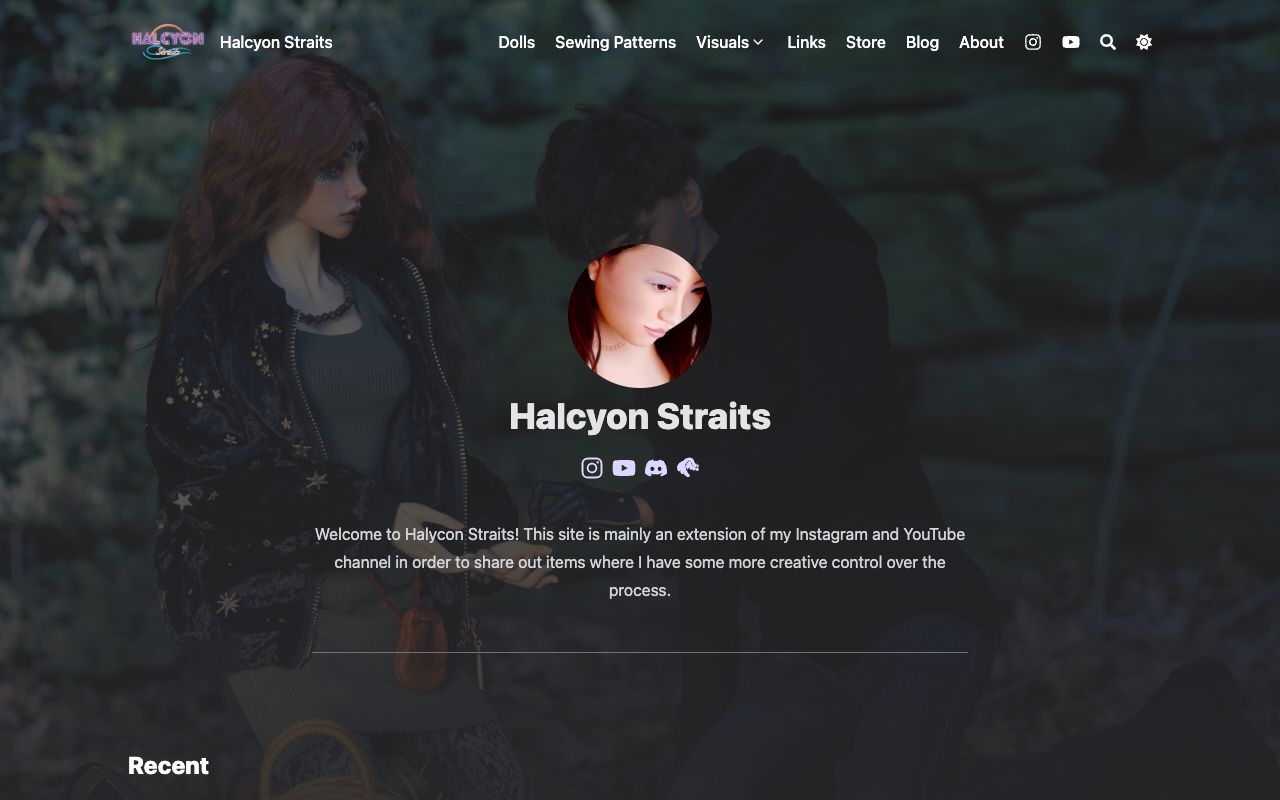 HALCYON
Straits
Halcyon Straits
Dolls
Sewing Patterns
Visuals
Links
Store
Blog
About
Halcyon Straits
Welcome to Halycon Straits! This site is mainly an extension of my Instagram and YouTube
channel in order to share out items where I have some more creative control over the
process.
Recent